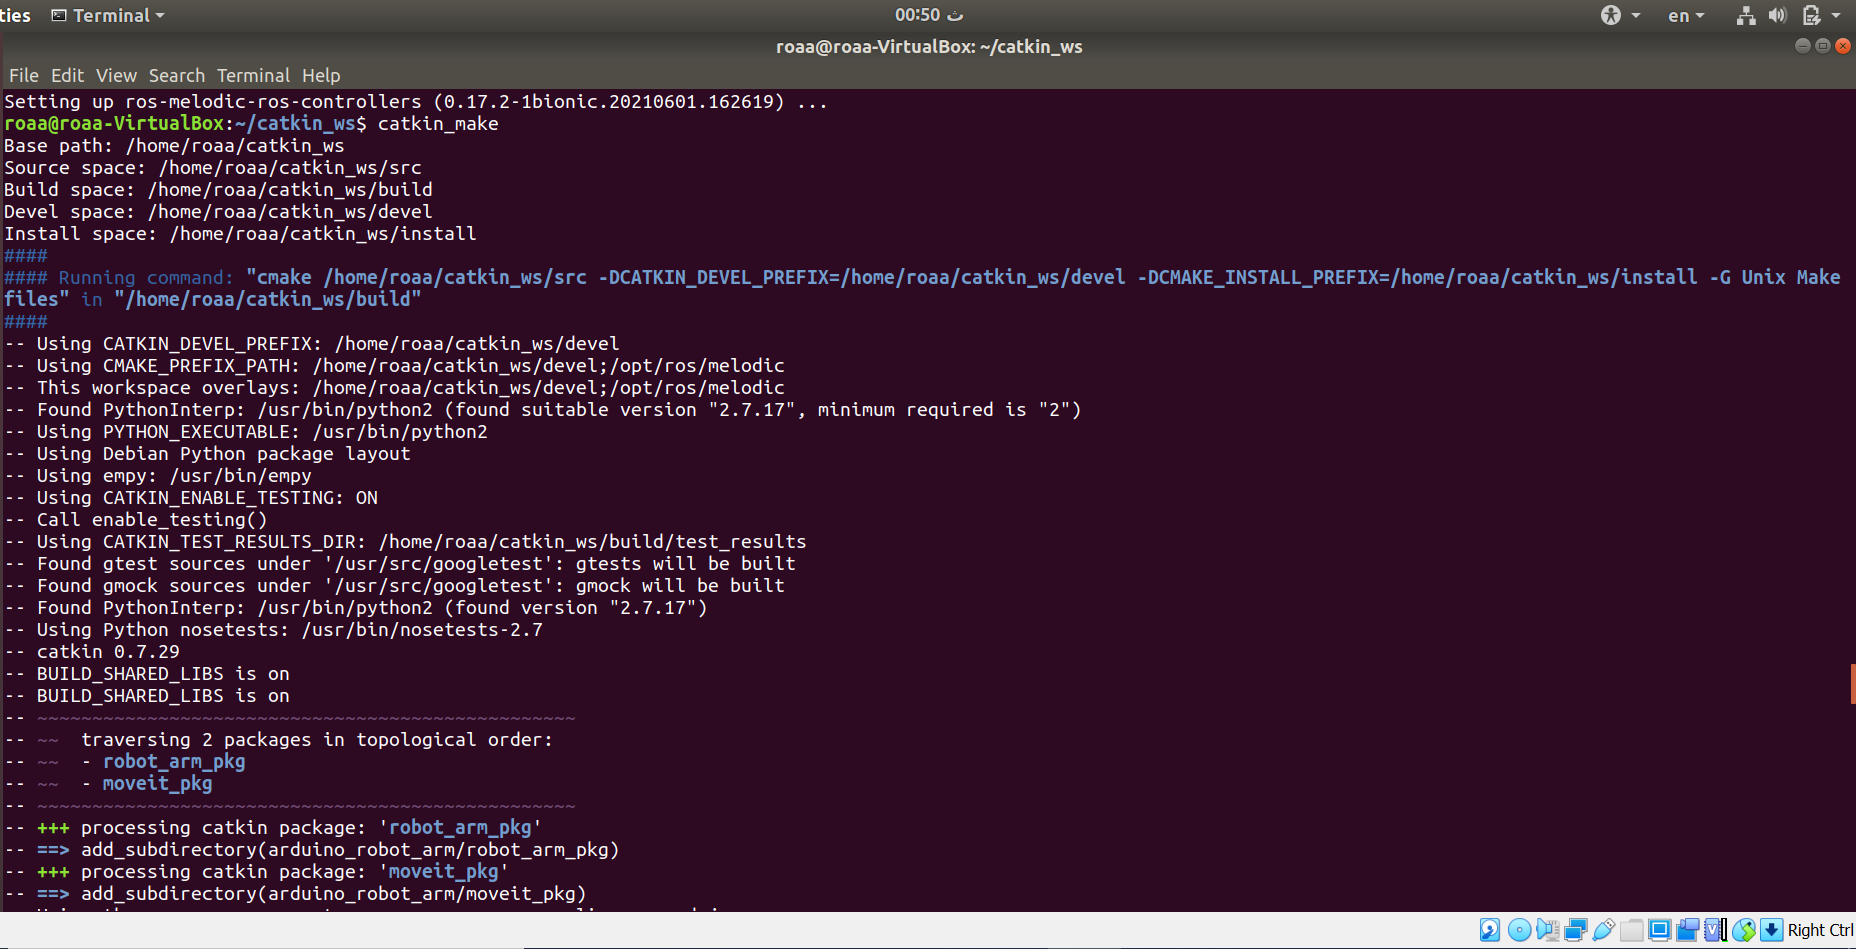 ties Terminal 00:50 ث en
roaa@roaa-VirtualBox: ~/catkin_ws
File Edit View Search Terminal Help
Setting up ros-melodic-ros-controllers (0.17.2-1bionic.20210601.162619) ...
roaa@roaa-VirtualBox:~/catkin_ws$ catkin_make
Base path: /home/roaa/catkin_ws
Source space: /home/roaa/catkin_ws/src
Build space: /home/roaa/catkin_ws/build
Devel space: /home/roaa/catkin_ws/devel
Install space: /home/roaa/catkin_ws/install
####
#### Running command: "cmake /home/roaa/catkin_ws/src -DCATKIN_DEVEL_PREFIX=/home/roaa/catkin_ws/devel -DCMAKE_INSTALL_PREFIX=/home/roaa/catkin_ws/install -G Unix Make
files" in "/home/roaa/catkin_ws/build"
####
-- Using CATKIN_DEVEL_PREFIX: /home/roaa/catkin_ws/devel
-- Using CMAKE_PREFIX_PATH: /home/roaa/catkin_ws/devel;/opt/ros/melodic
-- This workspace overlays: /home/roaa/catkin_ws/devel;/opt/ros/melodic
-- Found PythonInterp: /usr/bin/python2 (found suitable version "2.7.17", minimum required is "2")
-- Using PYTHON_EXECUTABLE: /usr/bin/python2
-- Using Debian Python package layout
-- Using empy: /usr/bin/empy
-- Using CATKIN_ENABLE_TESTING: ON
-- Call enable_testing()
-- Using CATKIN_TEST_RESULTS_DIR: /home/roaa/catkin_ws/build/test_results
-- Found gtest sources under '/usr/src/googletest': gtests will be built
-- Found gmock sources under '/usr/src/googletest': gmock will be built
-- Found PythonInterp: /usr/bin/python2 (found version "2.7.17")
-- Using Python nosetests: /usr/bin/nosetests-2.7
-- catkin 0.7.29
-- BUILD_SHARED_LIBS is on
-- BUILD_SHARED_LIBS is on
-- ~~~~~~~~~~~~~~~~~~~~~~~~~~~~~~~~~~~~~~~~~~~~~~~~~
-- ~~  traversing 2 packages in topological order:
-- ~~  - robot_arm_pkg
-- ~~  - moveit_pkg
-- ~~~~~~~~~~~~~~~~~~~~~~~~~~~~~~~~~~~~~~~~~~~~~~~~~
-- +++ processing catkin package: 'robot_arm_pkg'
-- ==> add_subdirectory(arduino_robot_arm/robot_arm_pkg)
-- +++ processing catkin package: 'moveit_pkg'
-- ==> add_subdirectory(arduino_robot_arm/moveit_pkg)
Right Ctrl